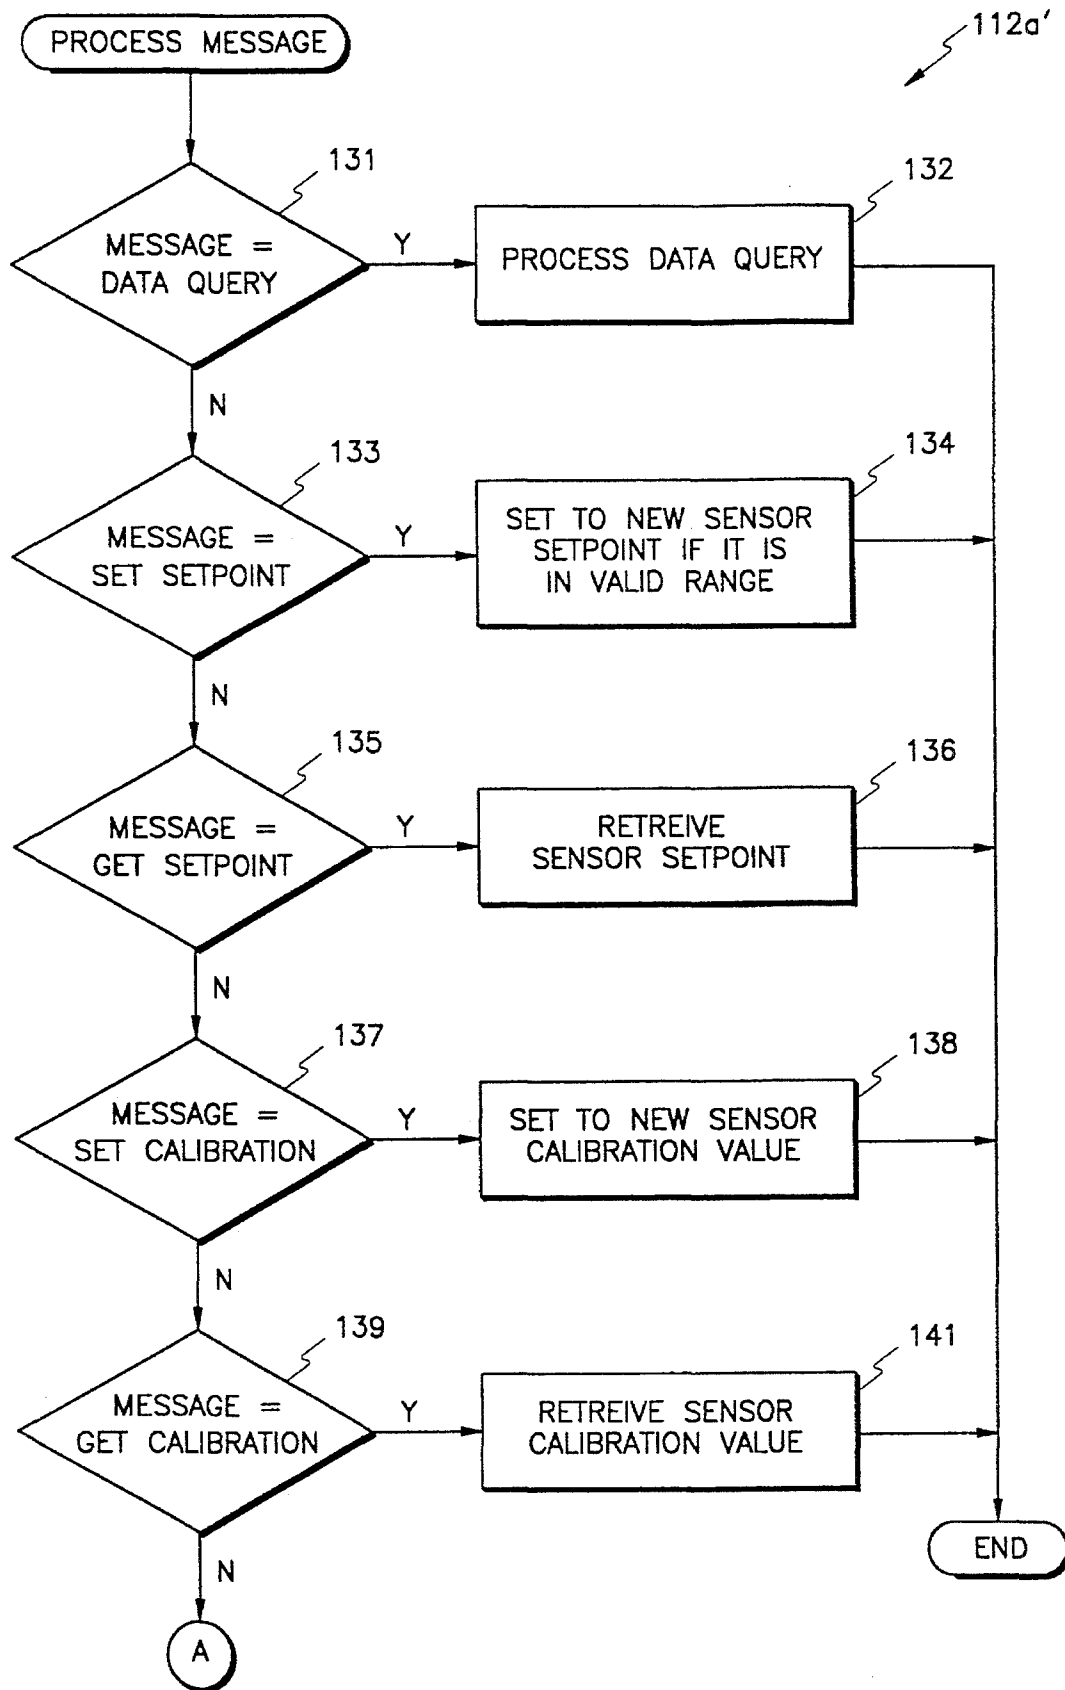 PROCESS MESSAGE
112a'
131
MESSAGE =
DATA QUERY
Y
132
PROCESS DATA QUERY
N
133
MESSAGE =
SET SETPOINT
Y
134
SET TO NEW SENSOR
SETPOINT IF IT IS
IN VALID RANGE
N
135
MESSAGE =
GET SETPOINT
Y
136
RETREIVE
SENSOR SETPOINT
N
137
MESSAGE =
SET CALIBRATION
Y
138
SET TO NEW SENSOR
CALIBRATION VALUE
N
139
MESSAGE =
GET CALIBRATION
Y
141
RETREIVE SENSOR
CALIBRATION VALUE
N
END
A